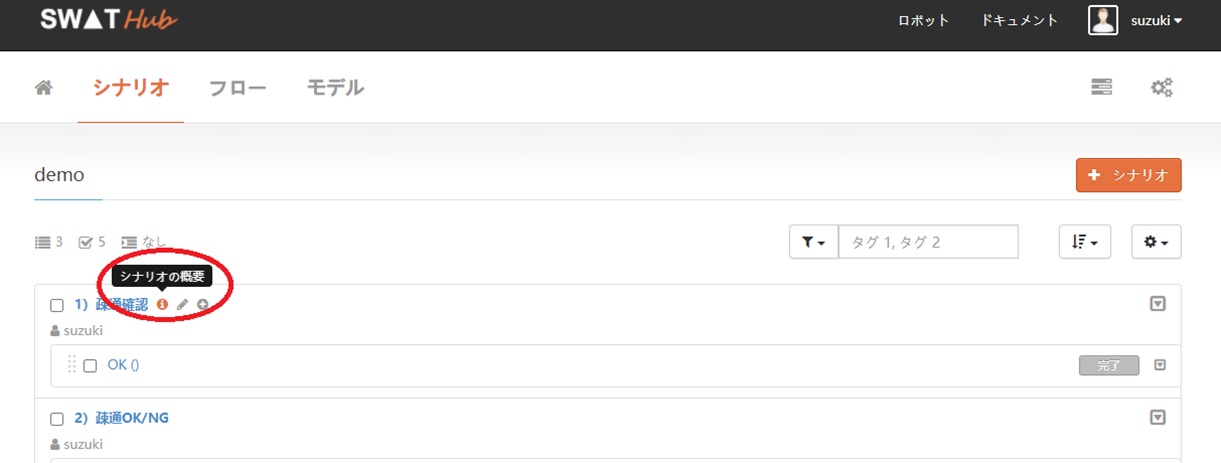 SWAT Hub ロボット ドキュメント suzuki
シナリオ フロー モデル
demo + シナリオ
3 5 なし タグ 1, タグ 2
シナリオの概要
1）疎通確認
suzuki
OK () 完了
2）疎通OK/NG
suzuki